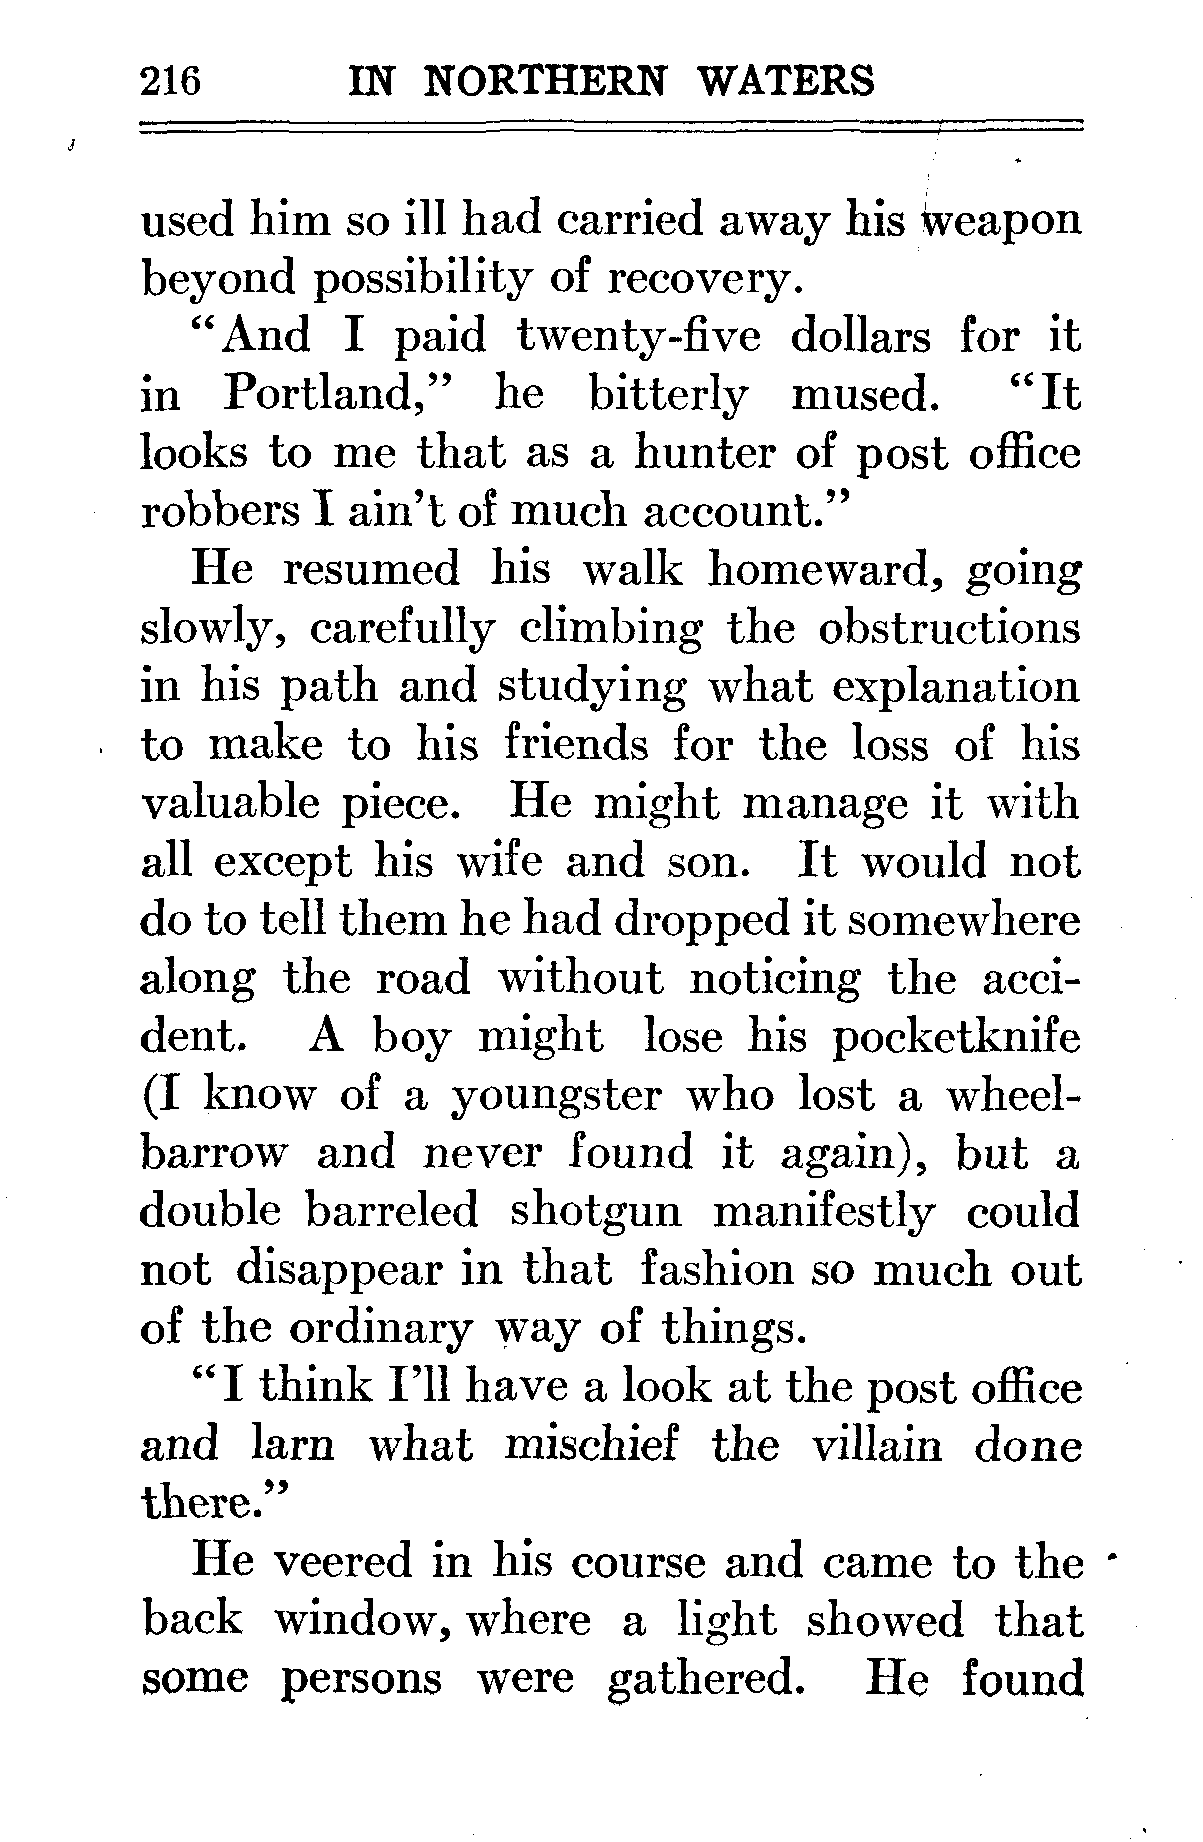 216 IN NORTHERN WATERS
used him so ill had carried away his weapon
beyond possibility of recovery.
“And I paid twenty-five dollars for it
in Portland,” he bitterly mused. “It
looks to me that as a hunter of post office
robbers I ain’t of much account.”
He resumed his walk homeward, going
slowly, carefully climbing the obstructions
in his path and studying what explanation
to make to his friends for the loss of his
valuable piece. He might manage it with
all except his wife and son. It would not
do to tell them he had dropped it somewhere
along the road without noticing the acci-
dent. A boy might lose his pocketknife
(I know of a youngster who lost a wheel-
barrow and never found it again), but a
double barreled shotgun manifestly could
not disappear in that fashion so much out
of the ordinary way of things.
“I think I’ll have a look at the post office
and larn what mischief the villain done
there.”
He veered in his course and came to the
back window, where a light showed that
some persons were gathered. He found